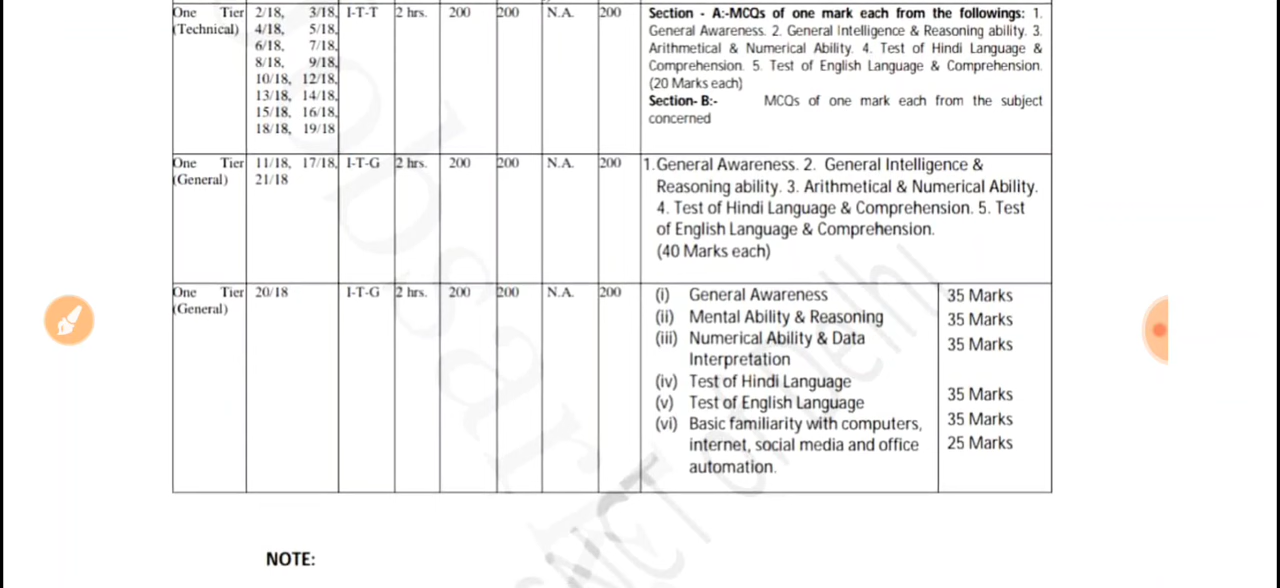 One Tier 2/18, 3/18, I-T-T 2 hrs. 200 200 N.A. 200 Section - A:-MCQs of one mark each from the followings: 1.
(Technical) 4/18, 5/18, General Awareness. 2. General Intelligence & Reasoning ability. 3.
6/18, 7/18, Arithmetical & Numerical Ability. 4. Test of Hindi Language &
8/18, 9/18, Comprehension. 5. Test of English Language & Comprehension.
10/18, 12/18, (20 Marks each)
13/18, 14/18, Section- B:- MCQs of one mark each from the subject
15/18, 16/18, concerned
18/18, 19/18
One Tier 11/18, 17/18, I-T-G 2 hrs. 200 200 N.A. 200 1.General Awareness. 2. General Intelligence &
(General) 21/18 Reasoning ability. 3. Arithmetical & Numerical Ability.
4. Test of Hindi Language & Comprehension. 5. Test
of English Language & Comprehension.
(40 Marks each)
One Tier 20/18 I-T-G 2 hrs. 200 200 N.A. 200 (i) General Awareness 35 Marks
(General) (ii) Mental Ability & Reasoning 35 Marks
(iii) Numerical Ability & Data 35 Marks
Interpretation
(iv) Test of Hindi Language 35 Marks
(v) Test of English Language 35 Marks
(vi) Basic familiarity with computers, 25 Marks
internet, social media and office
automation.
NOTE:
NCT of Delhi